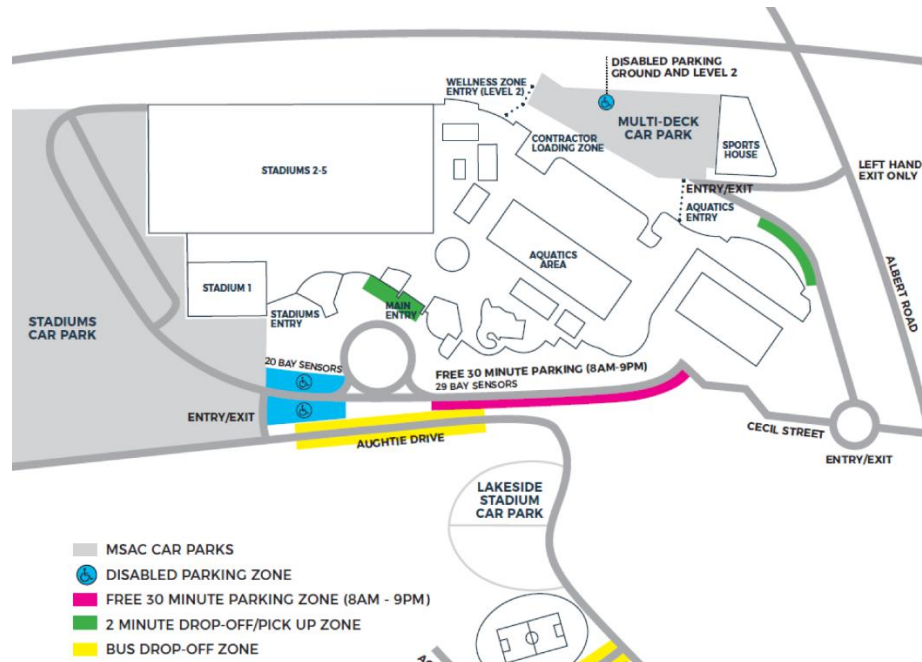 DISABLED PARKING
GROUND AND LEVEL 2
WELLNESS ZONE
ENTRY (LEVEL 2)
MULTI-DECK
CAR PARK
CONTRACTOR
LOADING ZONE
SPORTS
HOUSE
LEFT HAND
EXIT ONLY
STADIUMS 2-5
ENTRY/EXIT
AQUATICS
ENTRY
AQUATICS
AREA
ALBERT ROAD
STADIUM 1
MAIN
ENTRY
STADIUMS
ENTRY
STADIUMS
CAR PARK
20 BAY SENSORS
FREE 30 MINUTE PARKING (8AM-9PM)
29 BAY SENSORS
ENTRY/EXIT
AUGHTIE DRIVE
CECIL STREET
ENTRY/EXIT
LAKESIDE
STADIUM
CAR PARK
MSAC CAR PARKS
DISABLED PARKING ZONE
FREE 30 MINUTE PARKING ZONE (8AM - 9PM)
2 MINUTE DROP-OFF/PICK UP ZONE
BUS DROP-OFF ZONE